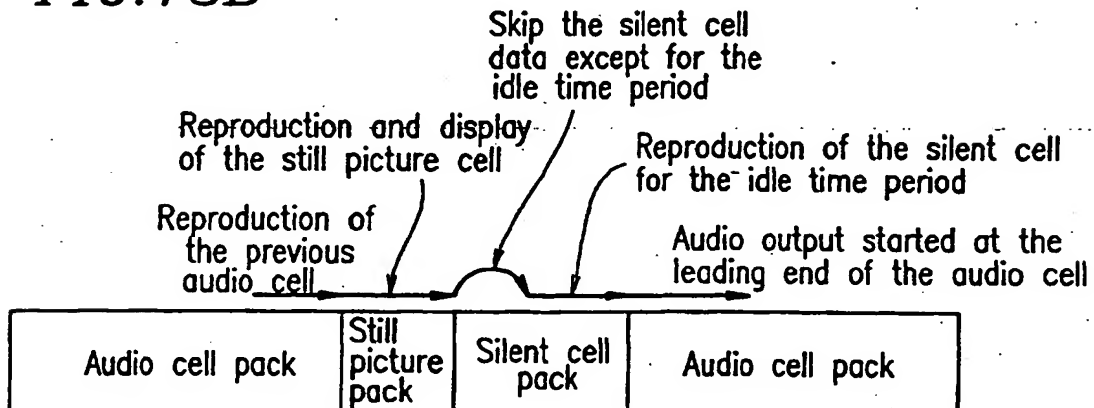 Skip the silent cell
data except for the
idle time period
Reproduction and display
of the still picture cell
Reproduction of the silent cell
for the idle time period
Reproduction of
the previous
audio cell
Audio output started at the
leading end of the audio cell
Audio cell pack
Still
picture
pack
Silent cell
pack
Audio cell pack